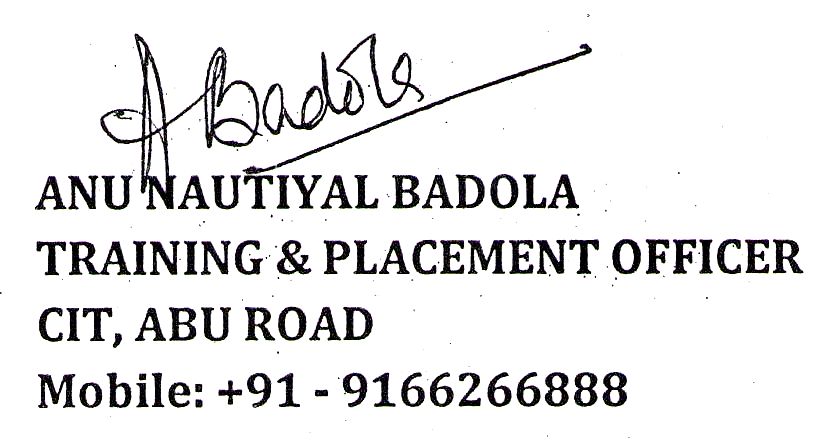 A Badola
ANU NAUTIYAL BADOLA
TRAINING & PLACEMENT OFFICER
CIT, ABU ROAD
Mobile: +91 - 9166266888